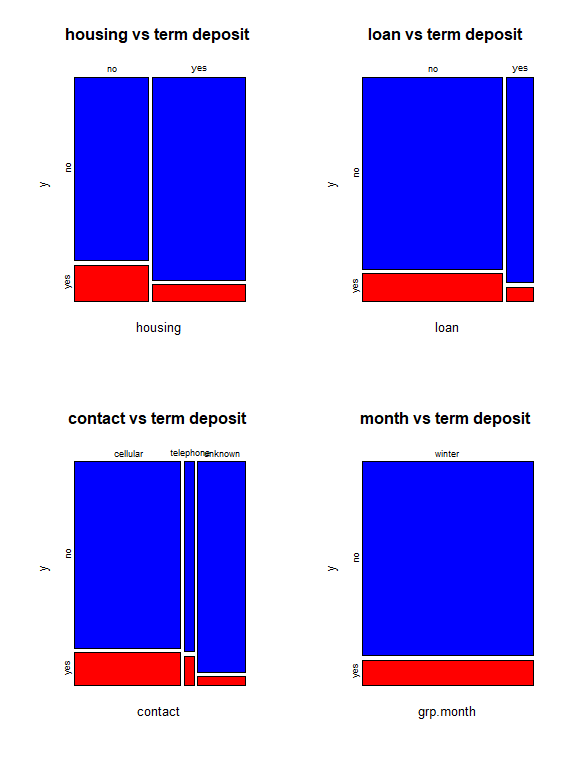 housing vs term deposit
no
yes
y
no
yes
housing
loan vs term deposit
no
yes
y
no
yes
loan
contact vs term deposit
cellular
telephone
unknown
y
no
yes
contact
month vs term deposit
winter
y
no
yes
grp.month